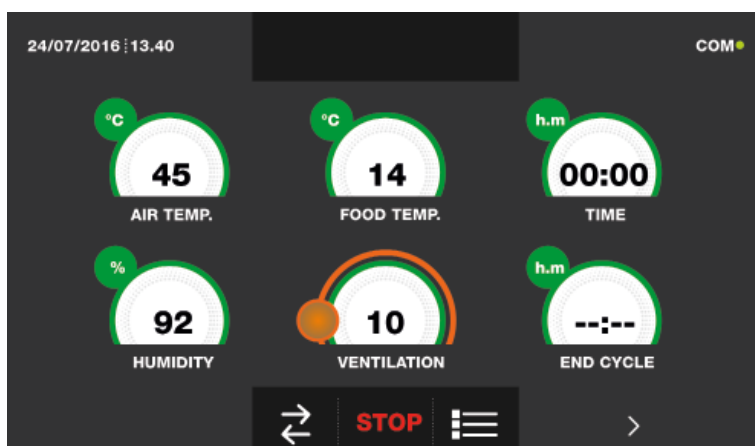 24/07/2016 13.40
COM
°C
°C
h.m
45
14
00:00
AIR TEMP.
FOOD TEMP.
TIME
%
h.m
92
10
--:--
HUMIDITY
VENTILATION
END CYCLE
STOP